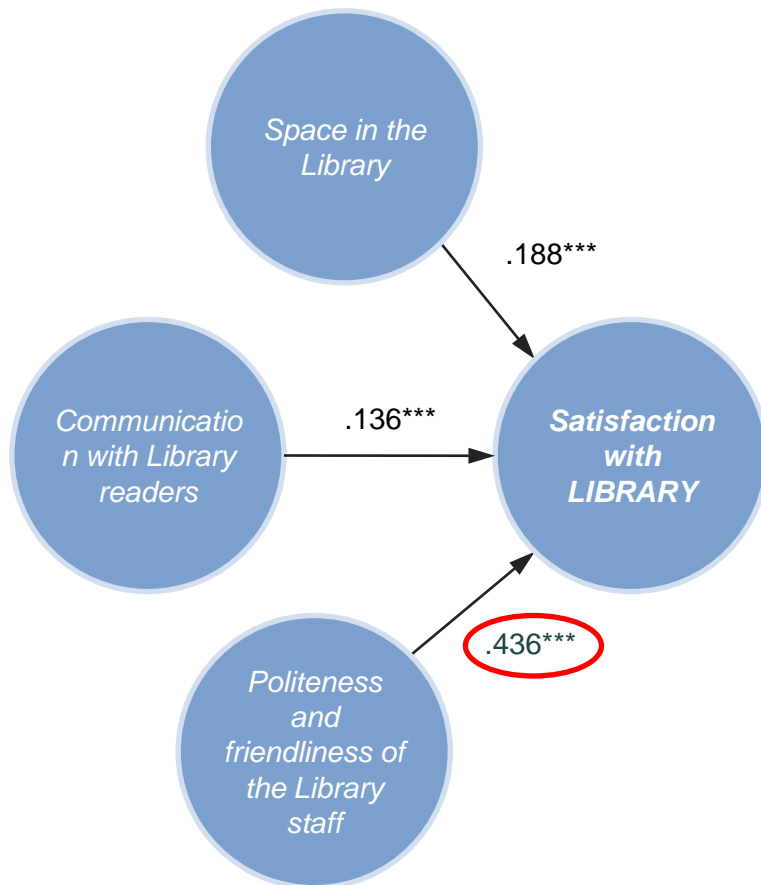 Space in the
Library
.188***
Communicatio
n with Library
readers
.136***
Satisfaction
with
LIBRARY
.436***
Politeness
and
friendliness of
the Library
staff